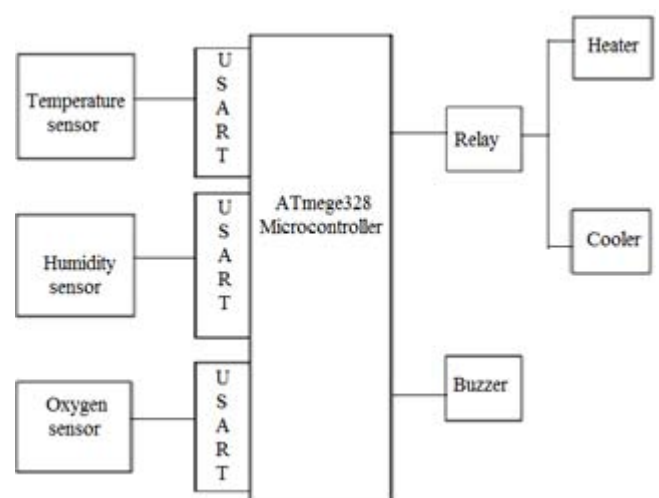 Temperature
sensor
U
S
A
R
T
Humidity
sensor
U
S
A
R
T
Oxygen
sensor
U
S
A
R
T
ATmege328
Microcontroller
Relay
Heater
Cooler
Buzzer